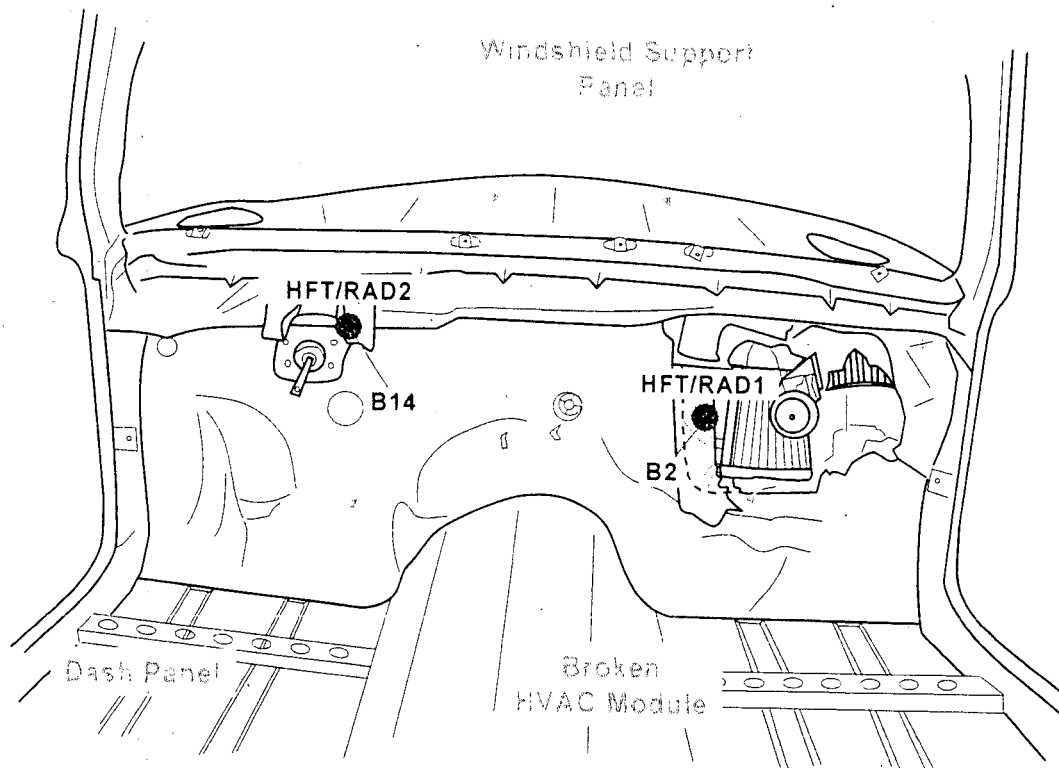 Windshield Support
Panel
HFT/RAD2
B14
HFT/RAD1
B2
Dash Panel
Broken
HVAC Module